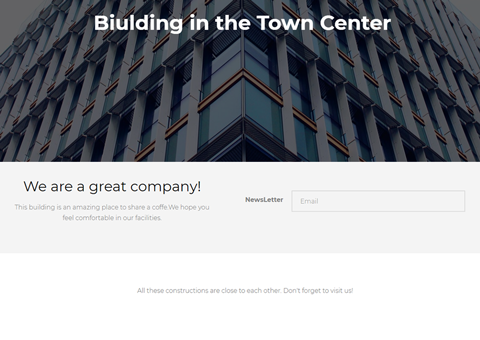 Biulding in the Town Center
We are a great company!
This building is an amazing place to share a coffe.We hope you
feel comfortable in our facilities.
NewsLetter
Email
All these constructions are close to each other. Don't forget to visit us!